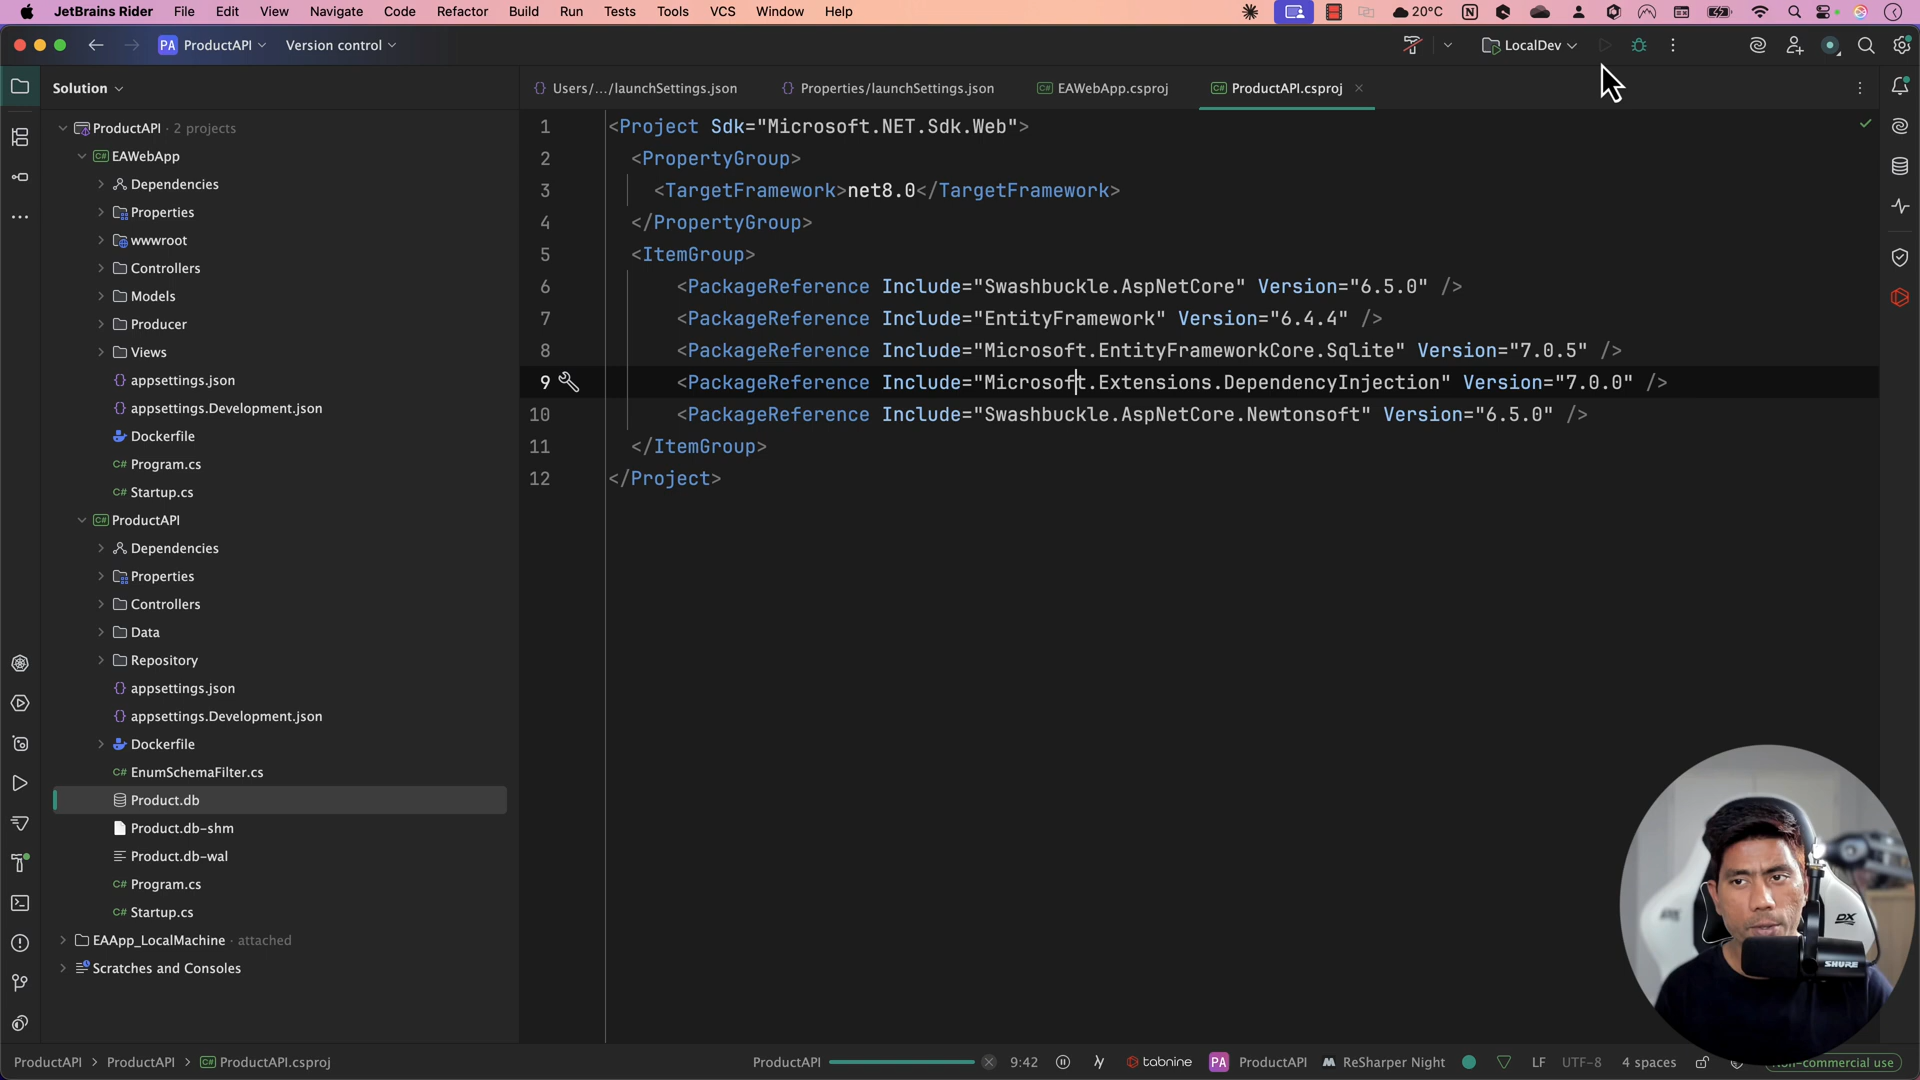 JetBrains Rider File Edit View Navigate Code Refactor Build Run Tests Tools VCS Window Help 20°C
PA ProductAPI Version control LocalDev
Solution
Users/.../launchSettings.json Properties/launchSettings.json EAWebApp.csproj ProductAPI.csproj
ProductAPI · 2 projects
EAWebApp
Dependencies
Properties
wwwroot
Controllers
Models
Producer
Views
appsettings.json
appsettings.Development.json
Dockerfile
C# Program.cs
C# Startup.cs
ProductAPI
Dependencies
Properties
Controllers
Data
Repository
appsettings.json
appsettings.Development.json
Dockerfile
C# EnumSchemaFilter.cs
Product.db
Product.db-shm
Product.db-wal
C# Program.cs
C# Startup.cs
EAApp_LocalMachine · attached
Scratches and Consoles
1 <Project Sdk="Microsoft.NET.Sdk.Web">
2 <PropertyGroup>
3 <TargetFramework>net8.0</TargetFramework>
4 </PropertyGroup>
5 <ItemGroup>
6 <PackageReference Include="Swashbuckle.AspNetCore" Version="6.5.0" />
7 <PackageReference Include="EntityFramework" Version="6.4.4" />
8 <PackageReference Include="Microsoft.EntityFrameworkCore.Sqlite" Version="7.0.5" />
9 <PackageReference Include="Microsoft.Extensions.DependencyInjection" Version="7.0.0" />
10 <PackageReference Include="Swashbuckle.AspNetCore.Newtonsoft" Version="6.5.0" />
11 </ItemGroup>
12 </Project>
DX
SHURE
ProductAPI > ProductAPI > ProductAPI.csproj ProductAPI 9:42 tabnine PA ProductAPI ReSharper Night LF UTF-8 4 spaces Non-commercial use